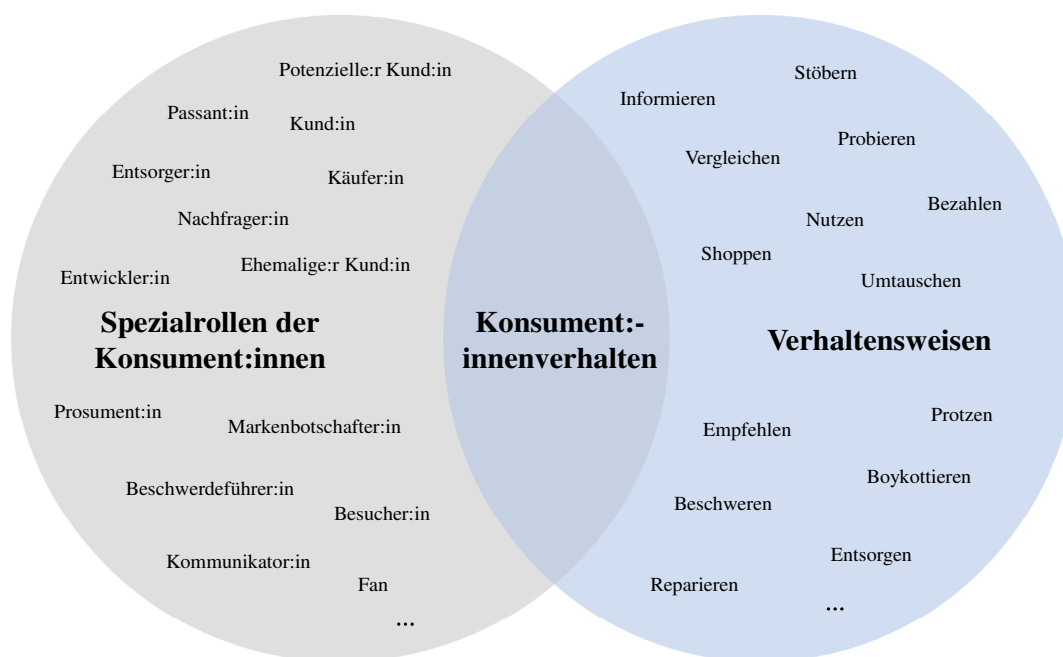 Potenzielle:r Kund:in
Passant:in
Kund:in
Entsorger:in
Käufer:in
Nachfrager:in
Entwickler:in
Ehemalige:r Kund:in
Spezialrollen der
Konsument:innen
Prosument:in
Markenbotschafter:in
Beschwerdeführer:in
Besucher:in
Kommunikator:in
Fan
...
Konsument:-
innenverhalten
Stöbern
Informieren
Probieren
Vergleichen
Bezahlen
Nutzen
Shoppen
Umtauschen
Verhaltensweisen
Protzen
Empfehlen
Boykottieren
Beschweren
Entsorgen
Reparieren
...